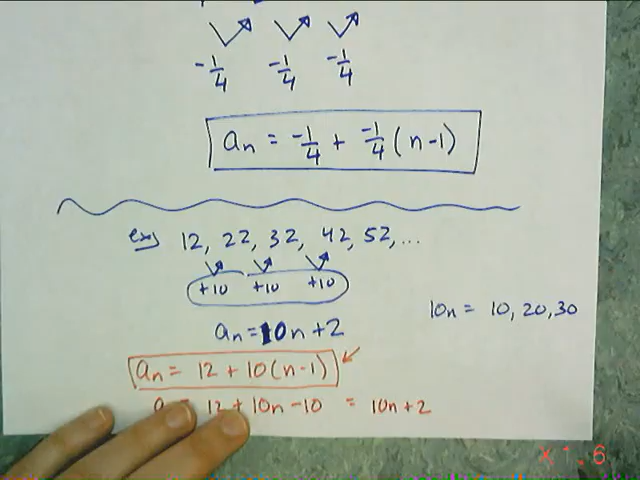 -1/4 -1/4 -1/4
an = -1/4 + -1/4 (n-1)
ex) 12, 22, 32, 42, 52, ...
+10 +10 +10
10n = 10, 20, 30
an = 10n + 2
an = 12 + 10(n-1)
= 12 + 10n - 10 = 10n + 2